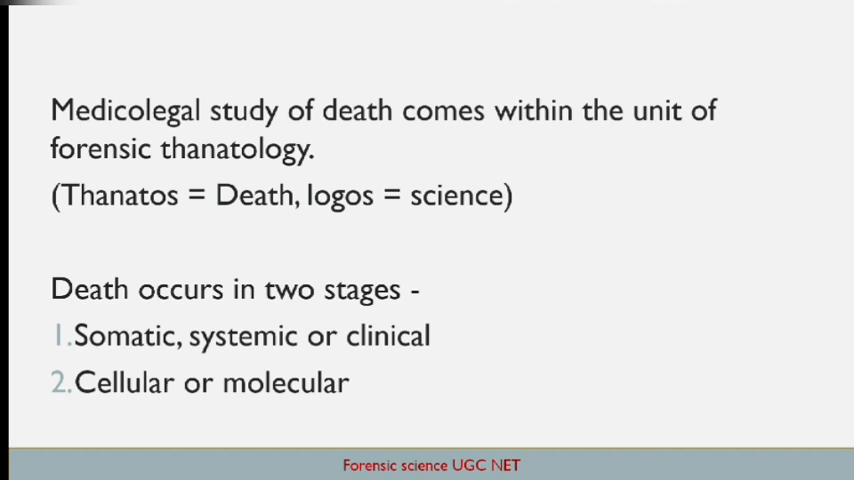 Medicolegal study of death comes within the unit of
forensic thanatology.
(Thanatos = Death, logos = science)
Death occurs in two stages -
1.Somatic, systemic or clinical
2.Cellular or molecular
Forensic science UGC NET